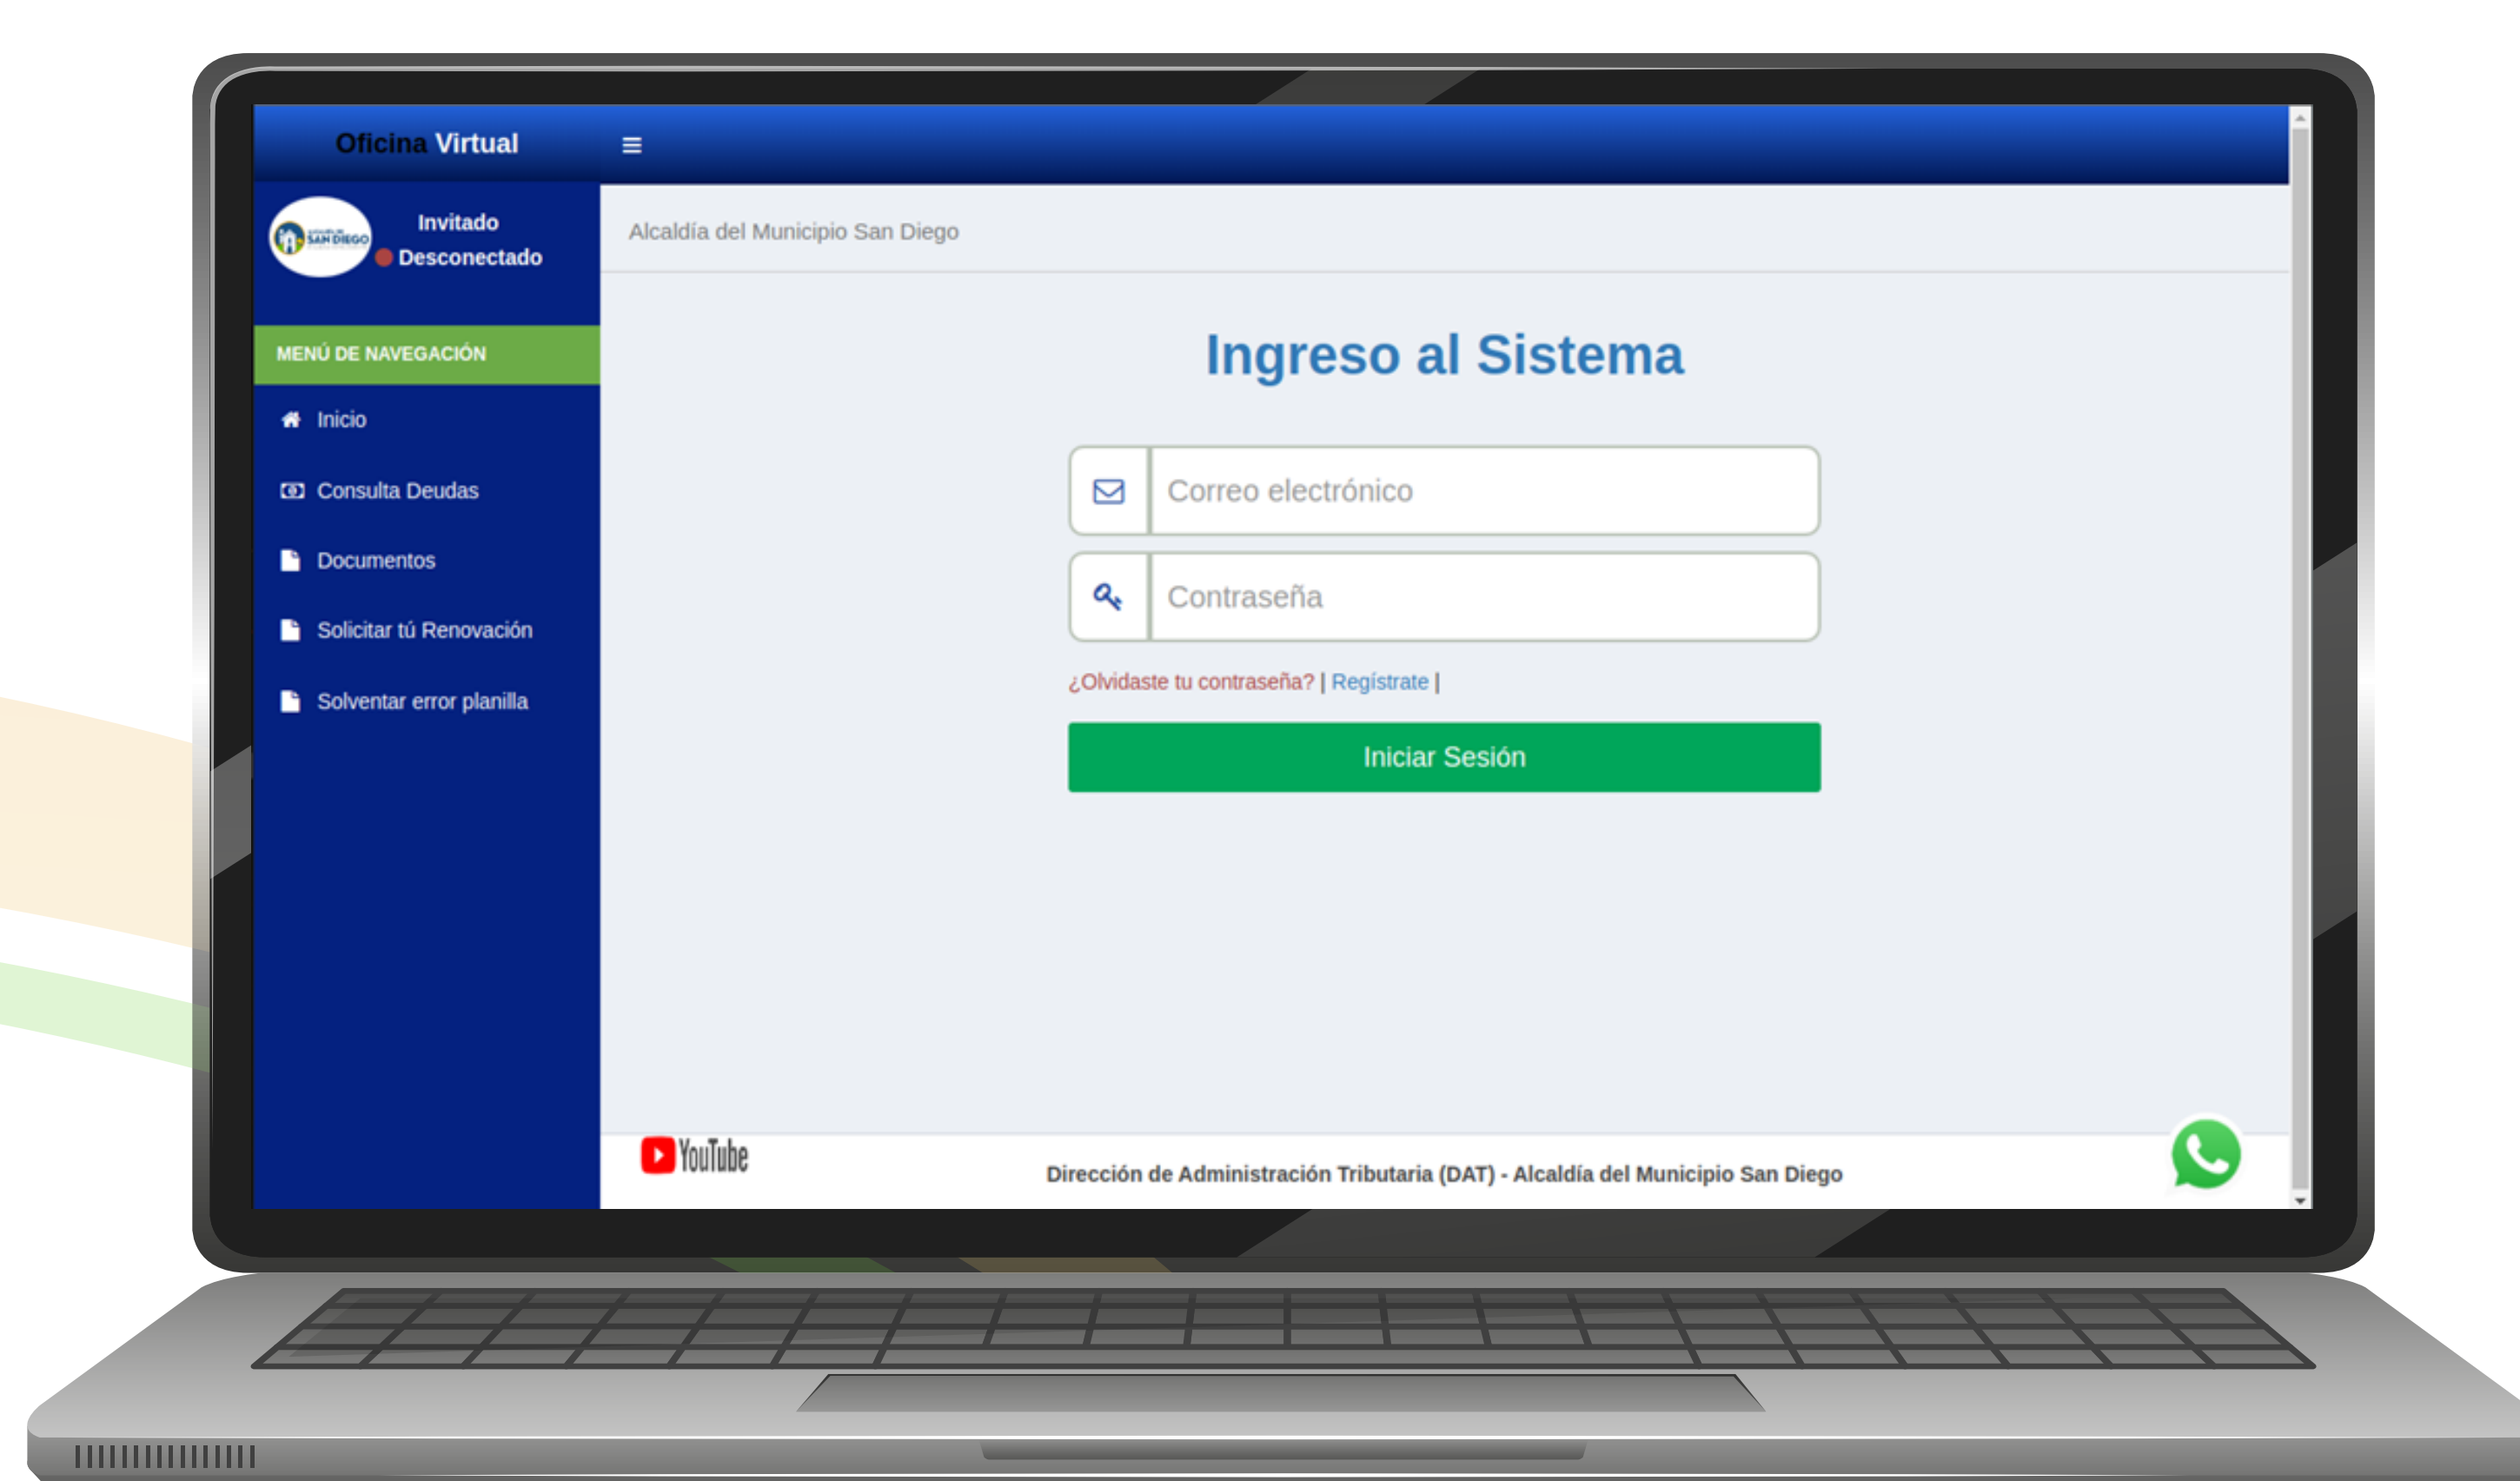 Oficina Virtual
SAN DIEGO
Invitado
Desconectado
MENÚ DE NAVEGACIÓN
Inicio
Consulta Deudas
Documentos
Solicitar tú Renovación
Solventar error planilla
Alcaldía del Municipio San Diego
Ingreso al Sistema
Correo electrónico
Contraseña
¿Olvidaste tu contraseña? | Regístrate |
Iniciar Sesión
YouTube
Dirección de Administración Tributaria (DAT) - Alcaldía del Municipio San Diego